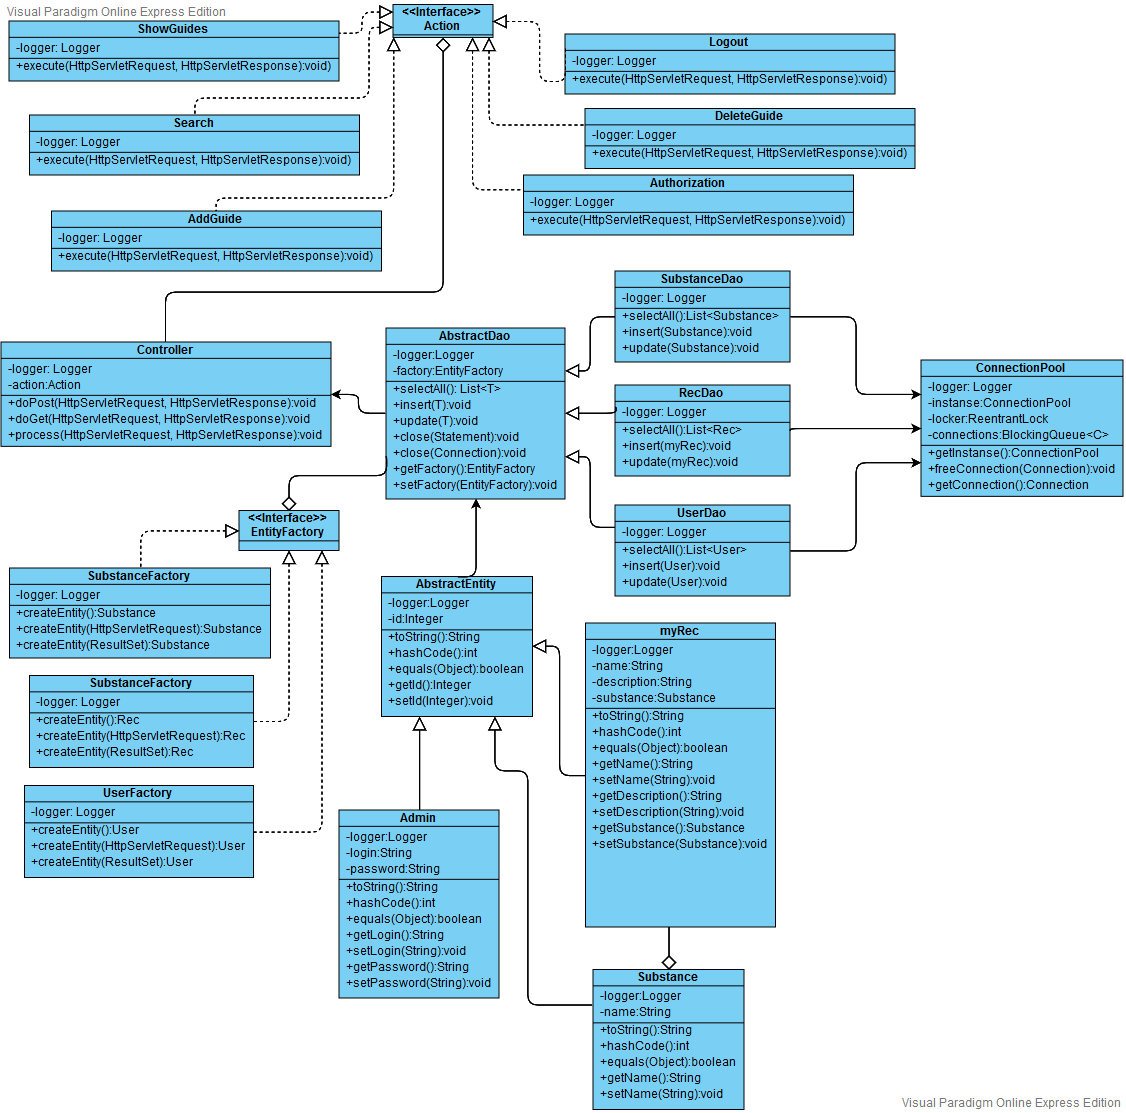 Visual Paradigm Online Express Edition
<<Interface>>
Action
ShowGuides
-logger: Logger
+execute(HttpServletRequest, HttpServletResponse):void)
Logout
-logger: Logger
+execute(HttpServletRequest, HttpServletResponse):void)
Search
-logger: Logger
+execute(HttpServletRequest, HttpServletResponse):void)
DeleteGuide
-logger: Logger
+execute(HttpServletRequest, HttpServletResponse):void)
Authorization
-logger: Logger
+execute(HttpServletRequest, HttpServletResponse):void)
AddGuide
-logger: Logger
+execute(HttpServletRequest, HttpServletResponse):void)
SubstanceDao
-logger: Logger
+selectAll():List<Substance>
+insert(Substance):void
+update(Substance):void
Controller
-logger: Logger
-action:Action
+doPost(HttpServletRequest, HttpServletResponse):void
+doGet(HttpServletRequest, HttpServletResponse):void
+process(HttpServletRequest, HttpServletResponse):void
AbstractDao
-logger:Logger
-factory:EntityFactory
+selectAll(): List<T>
+insert(T):void
+update(T):void
+close(Statement):void
+close(Connection):void
+getFactory():EntityFactory
+setFactory(EntityFactory):void
RecDao
-logger: Logger
+selectAll():List<Rec>
+insert(myRec):void
+update(myRec):void
ConnectionPool
-logger: Logger
-instanse:ConnectionPool
-locker:ReentrantLock
-connections:BlockingQueue<C>
+getInstanse():ConnectionPool
+freeConnection(Connection):void
+getConnection():Connection
UserDao
-logger: Logger
+selectAll():List<User>
+insert(User):void
+update(User):void
<<Interface>>
EntityFactory
SubstanceFactory
-logger: Logger
+createEntity():Substance
+createEntity(HttpServletRequest):Substance
+createEntity(ResultSet):Substance
AbstractEntity
-logger:Logger
-id:Integer
+toString():String
+hashCode():int
+equals(Object):boolean
+getId():Integer
+setId(Integer):void
myRec
-logger:Logger
-name:String
-description:String
-substance:Substance
+toString():String
+hashCode():int
+equals(Object):boolean
+getName():String
+setName(String):void
+getDescription():String
+setDescription(String):void
+getSubstance():Substance
+setSubstance(Substance):void
SubstanceFactory
-logger: Logger
+createEntity():Rec
+createEntity(HttpServletRequest):Rec
+createEntity(ResultSet):Rec
UserFactory
-logger: Logger
+createEntity():User
+createEntity(HttpServletRequest):User
+createEntity(ResultSet):User
Admin
-logger:Logger
-login:String
-password:String
+toString():String
+hashCode():int
+equals(Object):boolean
+getLogin():String
+setLogin(String):void
+getPassword():String
+setPassword(String):void
Substance
-logger:Logger
-name:String
+toString():String
+hashCode():int
+equals(Object):boolean
+getName():String
+setName(String):void
Visual Paradigm Online Express Edition